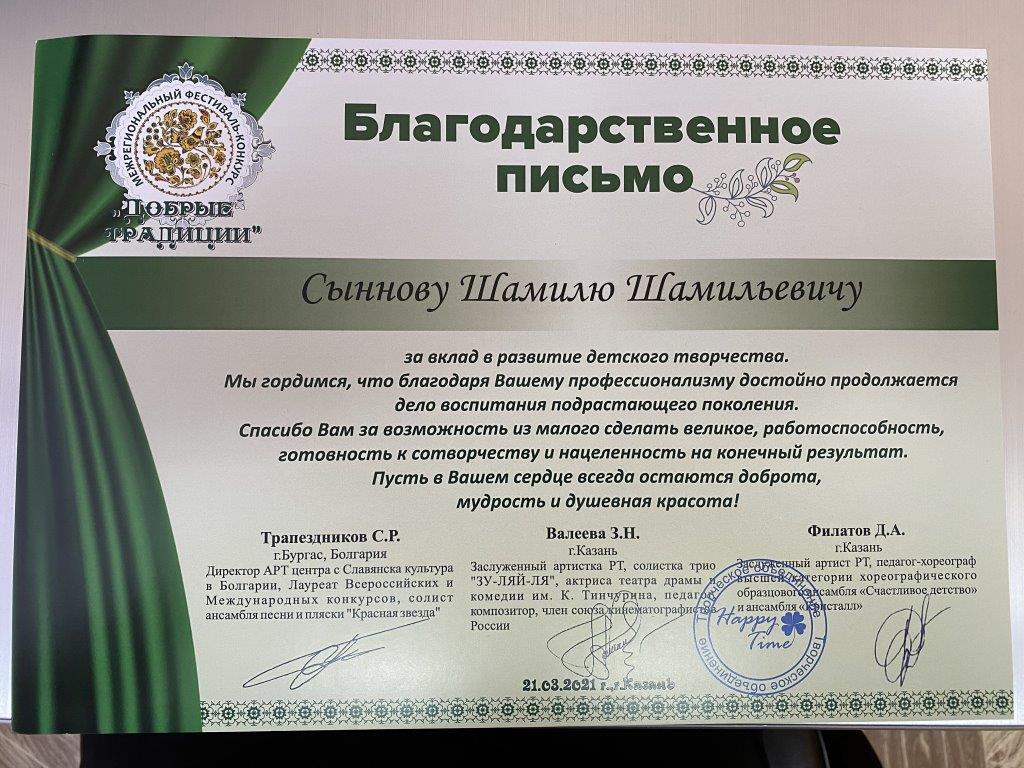 МЕЖРЕГИОНАЛЬНЫЙ ФЕСТИВАЛЬ-КОНКУРС
„ДОБРЫЕ
ТРАДИЦИИ"
Благодарственное
письмо
Сыннову Шамилю Шамильевичу
за вклад в развитие детского творчества.
Мы гордимся, что благодаря Вашему профессионализму достойно продолжается
дело воспитания подрастающего поколения.
Спасибо Вам за возможность из малого сделать великое, работоспособность,
готовность к сотворчеству и нацеленность на конечный результат.
Пусть в Вашем сердце всегда остаются доброта,
мудрость и душевная красота!
Трапездников С.Р.
г.Бургас, Болгария
Директор АРТ центра с Славянска культура
в Болгарии, Лауреат Всероссийских и
Международных конкурсов, солист
ансамбля песни и пляски "Красная звезда"
Валеева З.Н.
г.Казань
Заслуженный артистка РТ, солистка трио
"ЗУ-ЛЯЙ-ЛЯ", актриса театра драмы и
комедии им. К. Тинчурина, педагог,
композитор, член союза кинематографистов
России
Филатов Д.А.
г.Казань
Заслуженный артист РТ, педагог-хореограф
высшей категории хореографического
образцового ансамбля «Счастливое детство»
и ансамбля «Кристалл»
Творческое объединение
Happy
Time
Творческое объединение
21.03.2021 г., г.Казань